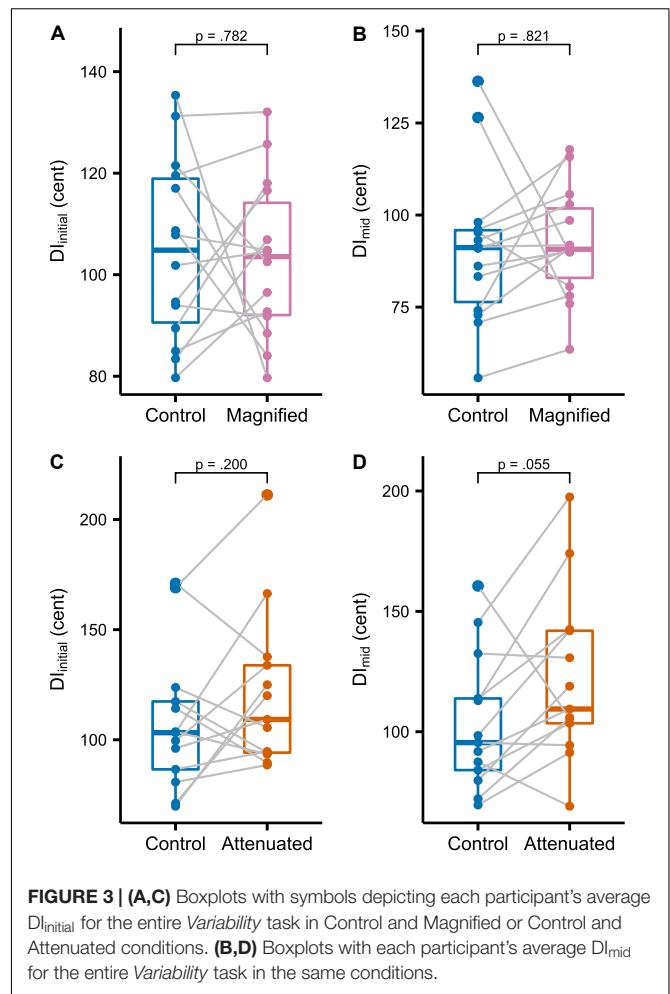 A
p = .782
140
120
100
80
DIinitial (cent)
Control
Magnified
B
p = .821
150
125
100
75
DImid (cent)
Control
Magnified
C
p = .200
200
150
100
DIinitial (cent)
Control
Attenuated
D
p = .055
200
150
100
DImid (cent)
Control
Attenuated
FIGURE 3 | (A,C) Boxplots with symbols depicting each participant's average
DIinitial for the entire Variability task in Control and Magnified or Control and
Attenuated conditions. (B,D) Boxplots with each participant's average DImid
for the entire Variability task in the same conditions.